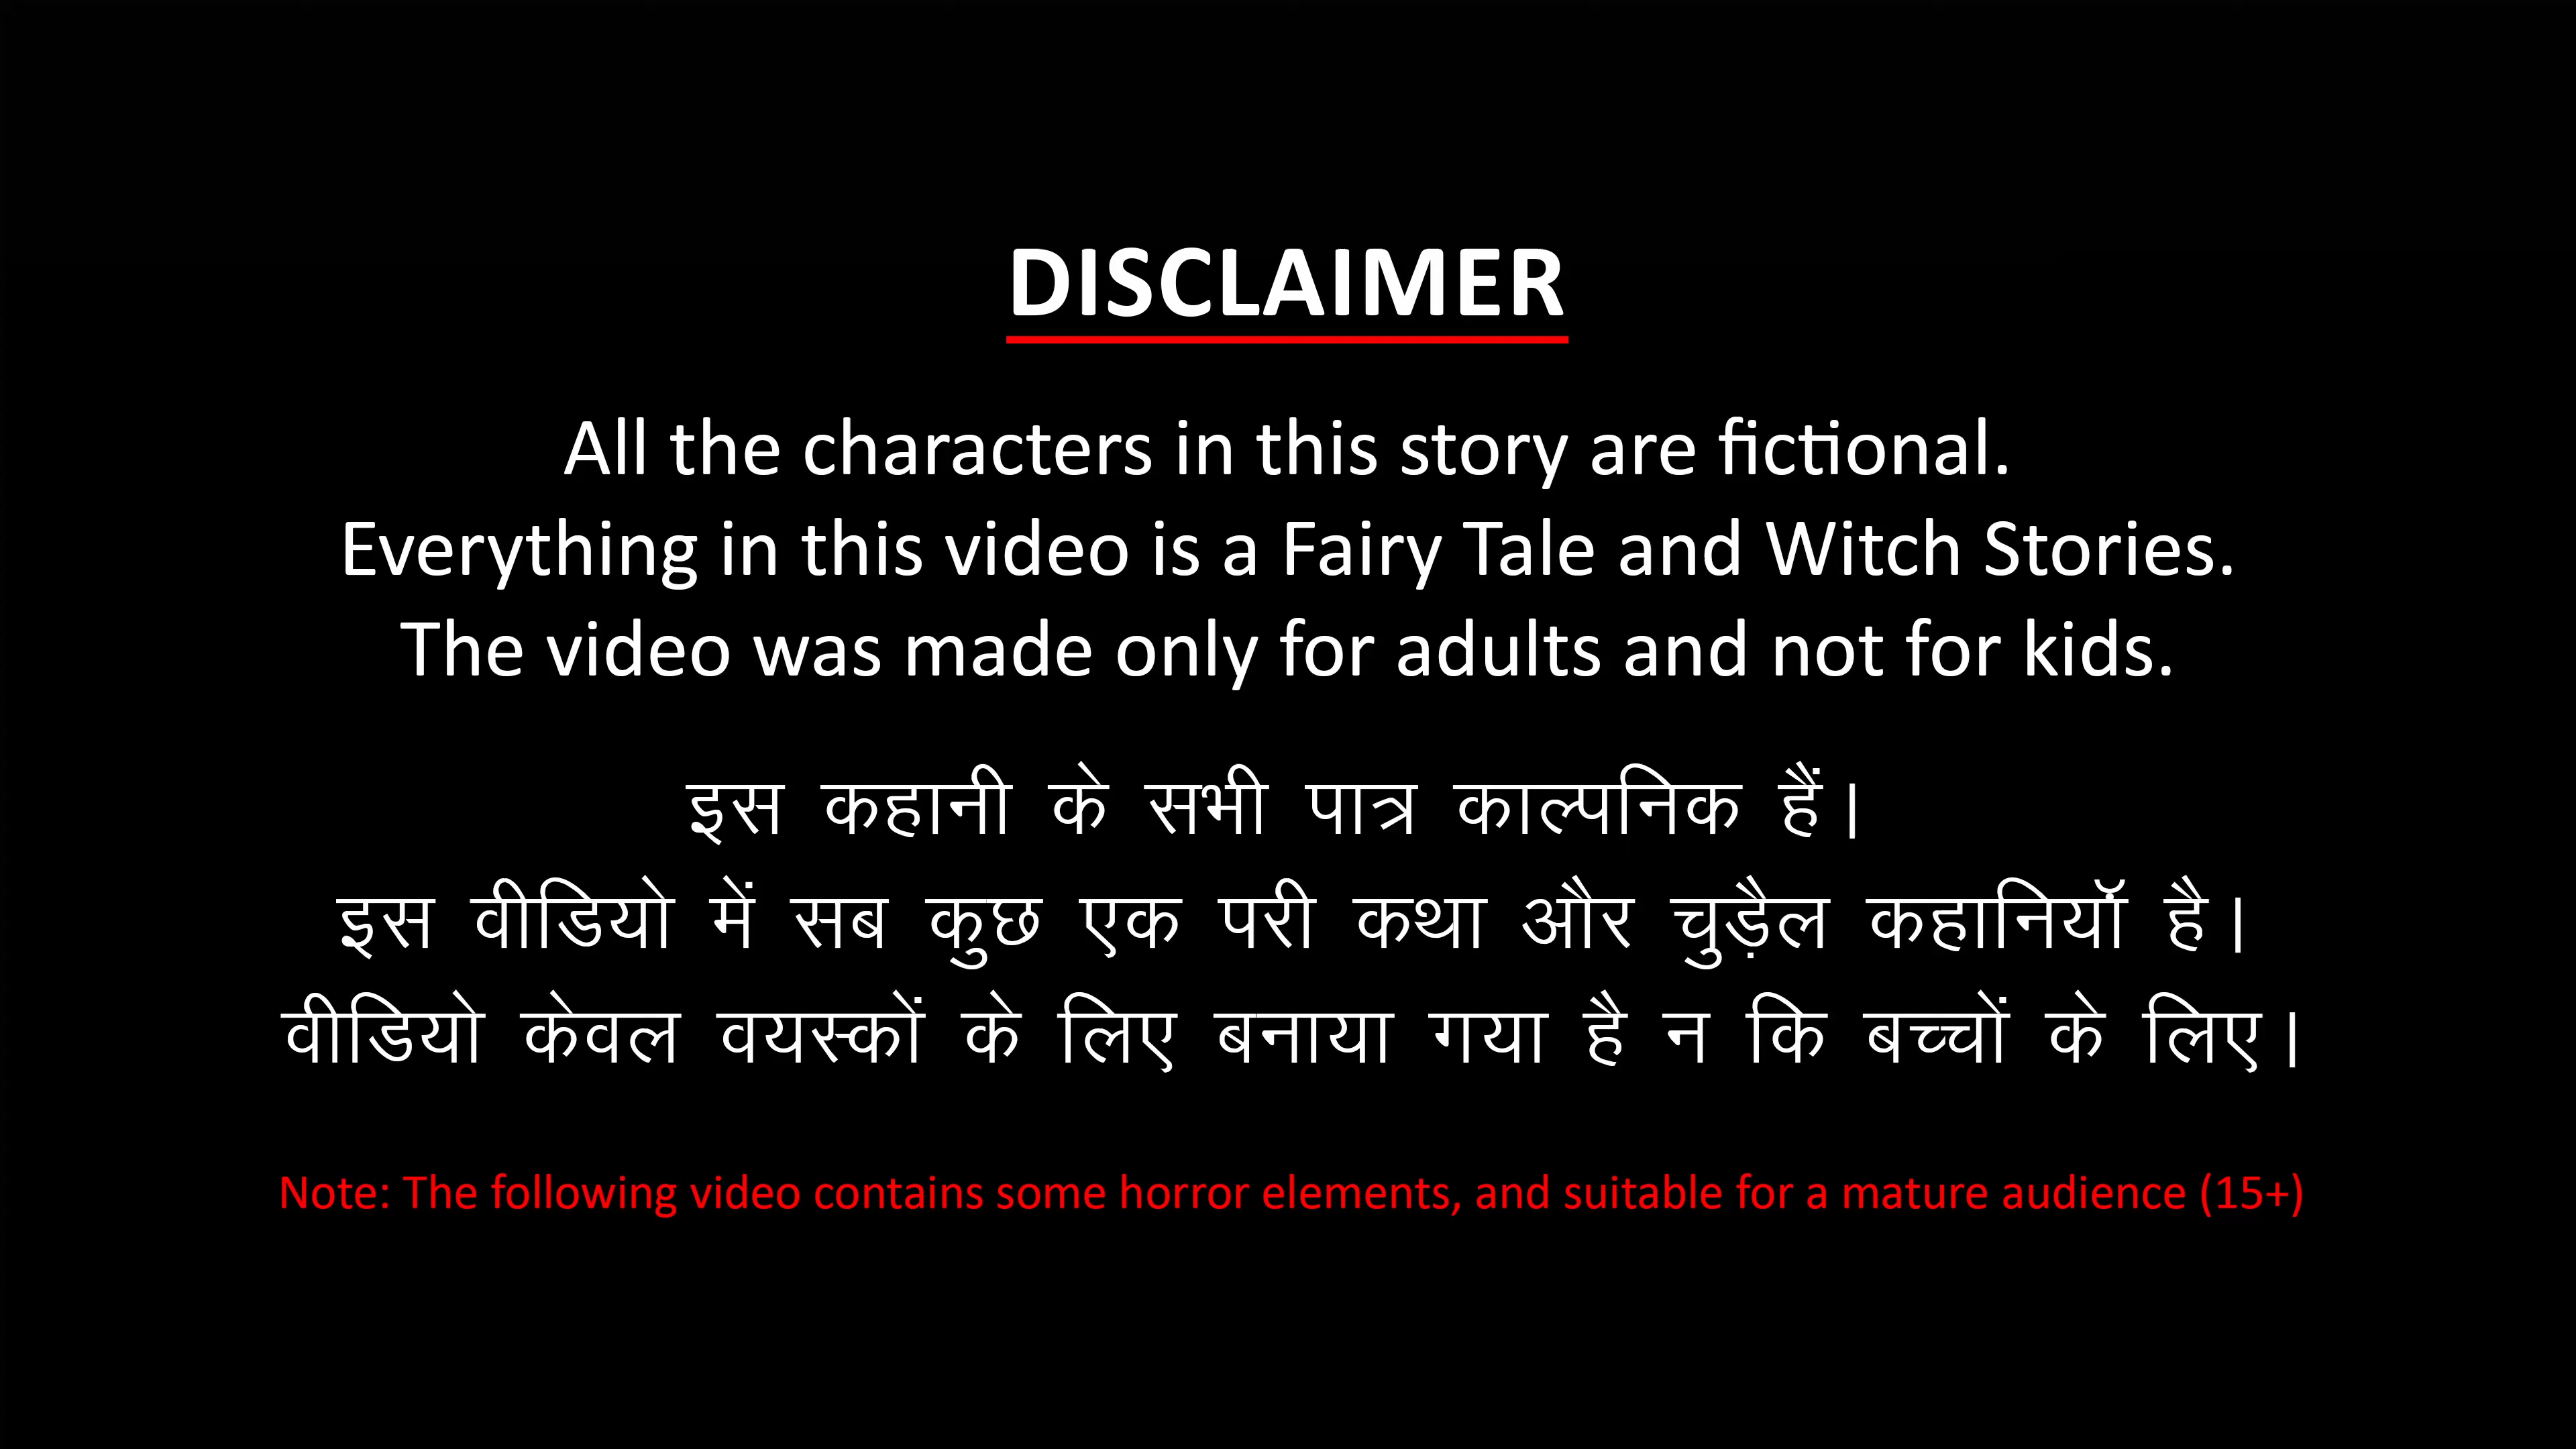 DISCLAIMER
All the characters in this story are fictional.
Everything in this video is a Fairy Tale and Witch Stories.
The video was made only for adults and not for kids.
इस कहानी के सभी पात्र काल्पनिक हैं।
इस वीडियो में सब कुछ एक परी कथा और चुड़ैल कहानियॉ है।
वीडियो केवल वयस्कों के लिए बनाया गया है न कि बच्चों के लिए।
Note: The following video contains some horror elements, and suitable for a mature audience (15+)